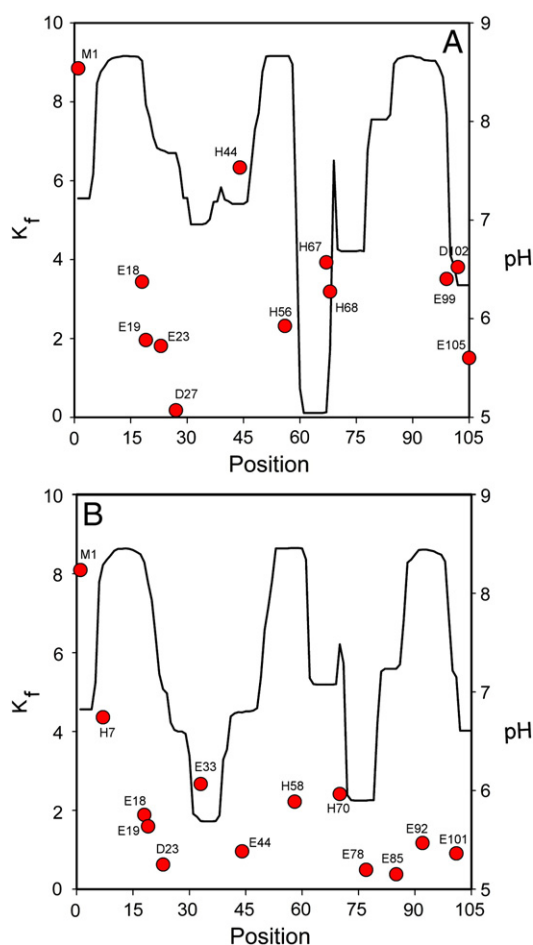 A
10
8
6
4
2
0
K_f
9
8
7
6
5
pH
M1
H44
E18
E19
E23
D27
H56
H67
H68
D102
E99
E105
0 15 30 45 60 75 90 105
Position
B
10
8
6
4
2
0
K_f
9
8
7
6
5
pH
M1
H7
E33
E18
E19
D23
E44
H58
H70
E78
E85
E92
E101
0 15 30 45 60 75 90 105
Position